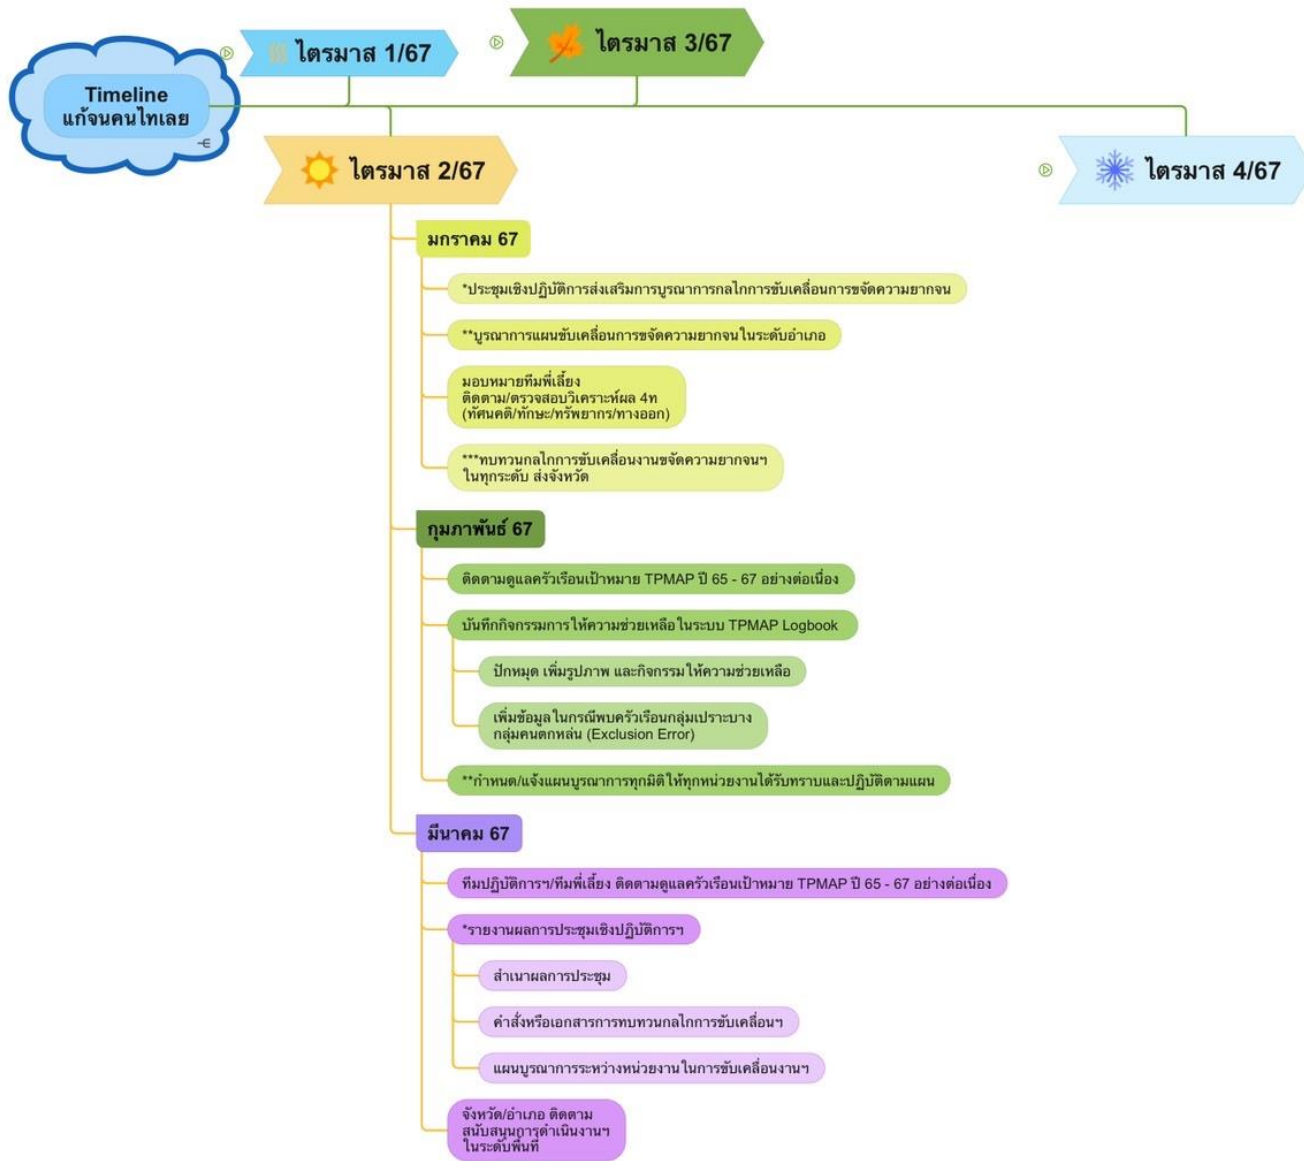 Timeline
แก้จนคนไทเลย
ไตรมาส 1/67
ไตรมาส 3/67
ไตรมาส 2/67
ไตรมาส 4/67
มกราคม 67
*ประชุมเชิงปฏิบัติการส่งเสริมการบูรณาการกลไกการขับเคลื่อนการขจัดความยากจน
**บูรณาการแผนขับเคลื่อนการขจัดความยากจนในระดับอำเภอ
มอบหมายทีมพี่เลี้ยง
ติดตาม/ตรวจสอบวิเคราะห์ผล 4ท
(ทัศนคติ/ทักษะ/ทรัพยากร/ทางออก)
***ทบทวนกลไกการขับเคลื่อนงานขจัดความยากจนฯ
ในทุกระดับ ส่งจังหวัด
กุมภาพันธ์ 67
ติดตามดูแลครัวเรือนเป้าหมาย TPMAP ปี 65 - 67 อย่างต่อเนื่อง
บันทึกกิจกรรมการให้ความช่วยเหลือในระบบ TPMAP Logbook
ปักหมุด เพิ่มรูปภาพ และกิจกรรมให้ความช่วยเหลือ
เพิ่มข้อมูลในกรณีพบครัวเรือนกลุ่มเปราะบาง
กลุ่มคนตกหล่น (Exclusion Error)
**กำหนด/แจ้งแผนบูรณาการทุกมิติให้ทุกหน่วยงานได้รับทราบและปฏิบัติตามแผน
มีนาคม 67
ทีมปฏิบัติการฯ/ทีมพี่เลี้ยง ติดตามดูแลครัวเรือนเป้าหมาย TPMAP ปี 65 - 67 อย่างต่อเนื่อง
*รายงานผลการประชุมเชิงปฏิบัติการฯ
สำเนาผลการประชุม
คำสั่งหรือเอกสารการทบทวนกลไกการขับเคลื่อนฯ
แผนบูรณาการระหว่างหน่วยงานในการขับเคลื่อนงานฯ
จังหวัด/อำเภอ ติดตาม
สนับสนุนการดำเนินงานฯ
ในระดับพื้นที่